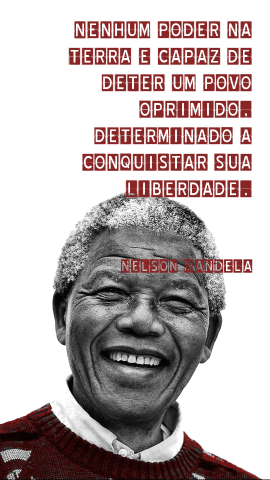 NENHUM PODER NA
TERRA E CAPAZ DE
DETER UM POVO
OPRIMIDO.
DETERMINADO A
CONQUISTAR SUA
LIBERDADE.
NELSON MANDELA